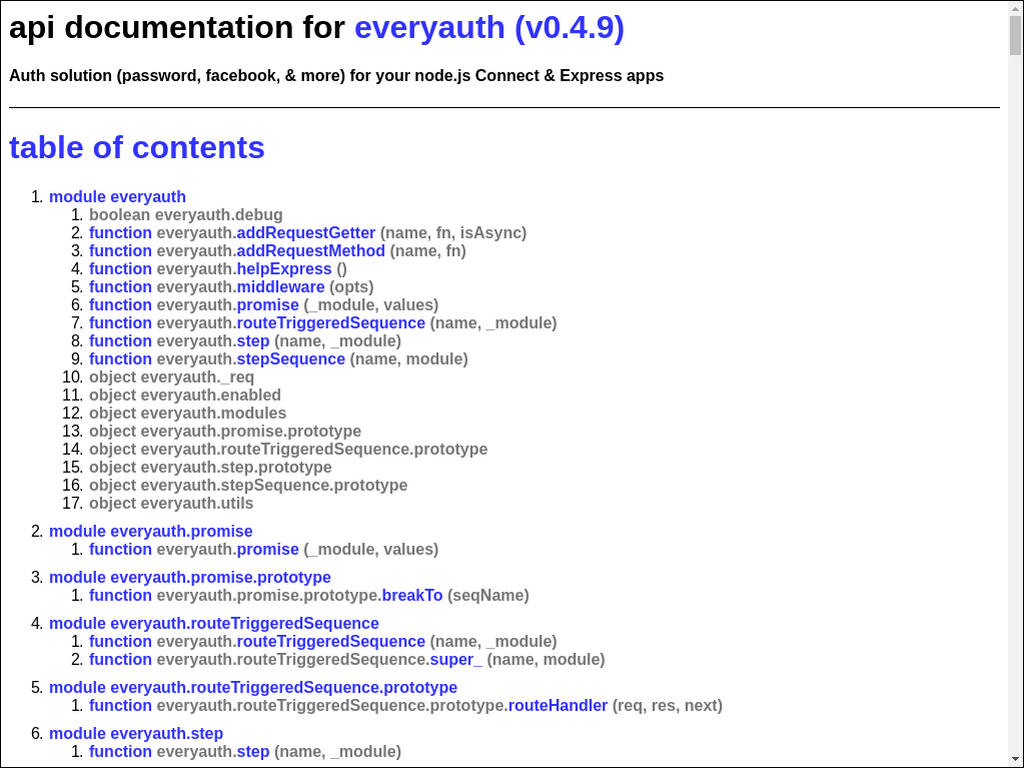 api documentation for everyauth (v0.4.9)
Auth solution (password, facebook, & more) for your node.js Connect & Express apps
table of contents
1. module everyauth
1. boolean everyauth.debug
2. function everyauth.addRequestGetter (name, fn, isAsync)
3. function everyauth.addRequestMethod (name, fn)
4. function everyauth.helpExpress ()
5. function everyauth.middleware (opts)
6. function everyauth.promise (_module, values)
7. function everyauth.routeTriggeredSequence (name, _module)
8. function everyauth.step (name, _module)
9. function everyauth.stepSequence (name, module)
10. object everyauth._req
11. object everyauth.enabled
12. object everyauth.modules
13. object everyauth.promise.prototype
14. object everyauth.routeTriggeredSequence.prototype
15. object everyauth.step.prototype
16. object everyauth.stepSequence.prototype
17. object everyauth.utils
2. module everyauth.promise
1. function everyauth.promise (_module, values)
3. module everyauth.promise.prototype
1. function everyauth.promise.prototype.breakTo (seqName)
4. module everyauth.routeTriggeredSequence
1. function everyauth.routeTriggeredSequence (name, _module)
2. function everyauth.routeTriggeredSequence.super_ (name, module)
5. module everyauth.routeTriggeredSequence.prototype
1. function everyauth.routeTriggeredSequence.prototype.routeHandler (req, res, next)
6. module everyauth.step
1. function everyauth.step (name, _module)